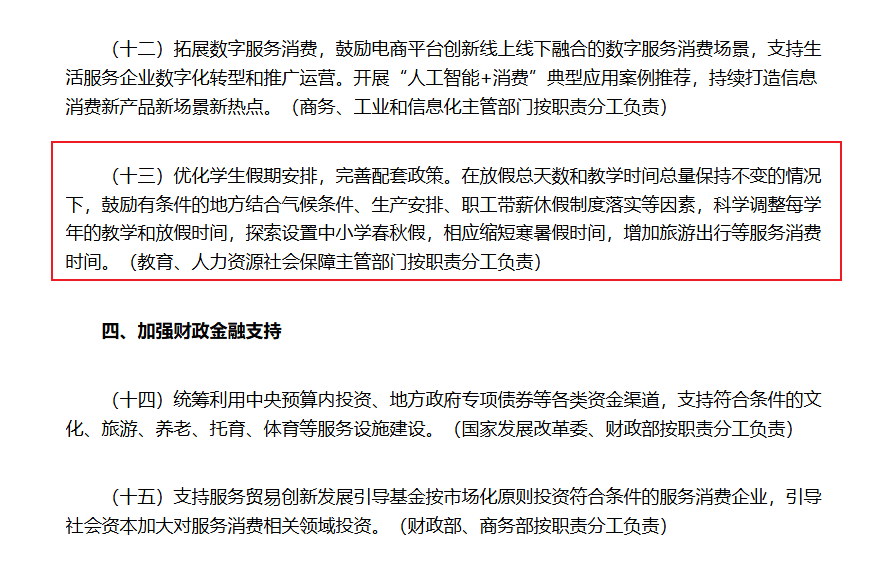 （十二）拓展数字服务消费，鼓励电商平台创新线上线下融合的数字服务消费场景，支持生
活服务企业数字化转型和推广运营。开展“人工智能+消费”典型应用案例推荐，持续打造信息
消费新产品新场景新热点。（商务、工业和信息化主管部门按职责分工负责）
（十三）优化学生假期安排，完善配套政策。在放假总天数和教学时间总量保持不变的情况
下，鼓励有条件的地方结合气候条件、生产安排、职工带薪休假制度落实等因素，科学调整每学
年的教学和放假时间，探索设置中小学春秋假，相应缩短寒暑假时间，增加旅游出行等服务消费
时间。（教育、人力资源社会保障主管部门按职责分工负责）
四、加强财政金融支持
（十四）统筹利用中央预算内投资、地方政府专项债券等各类资金渠道，支持符合条件的文
化、旅游、养老、托育、体育等服务设施建设。（国家发展改革委、财政部按职责分工负责）
（十五）支持服务贸易创新发展引导基金按市场化原则投资符合条件的服务消费企业，引导
社会资本加大对服务消费相关领域投资。（财政部、商务部按职责分工负责）